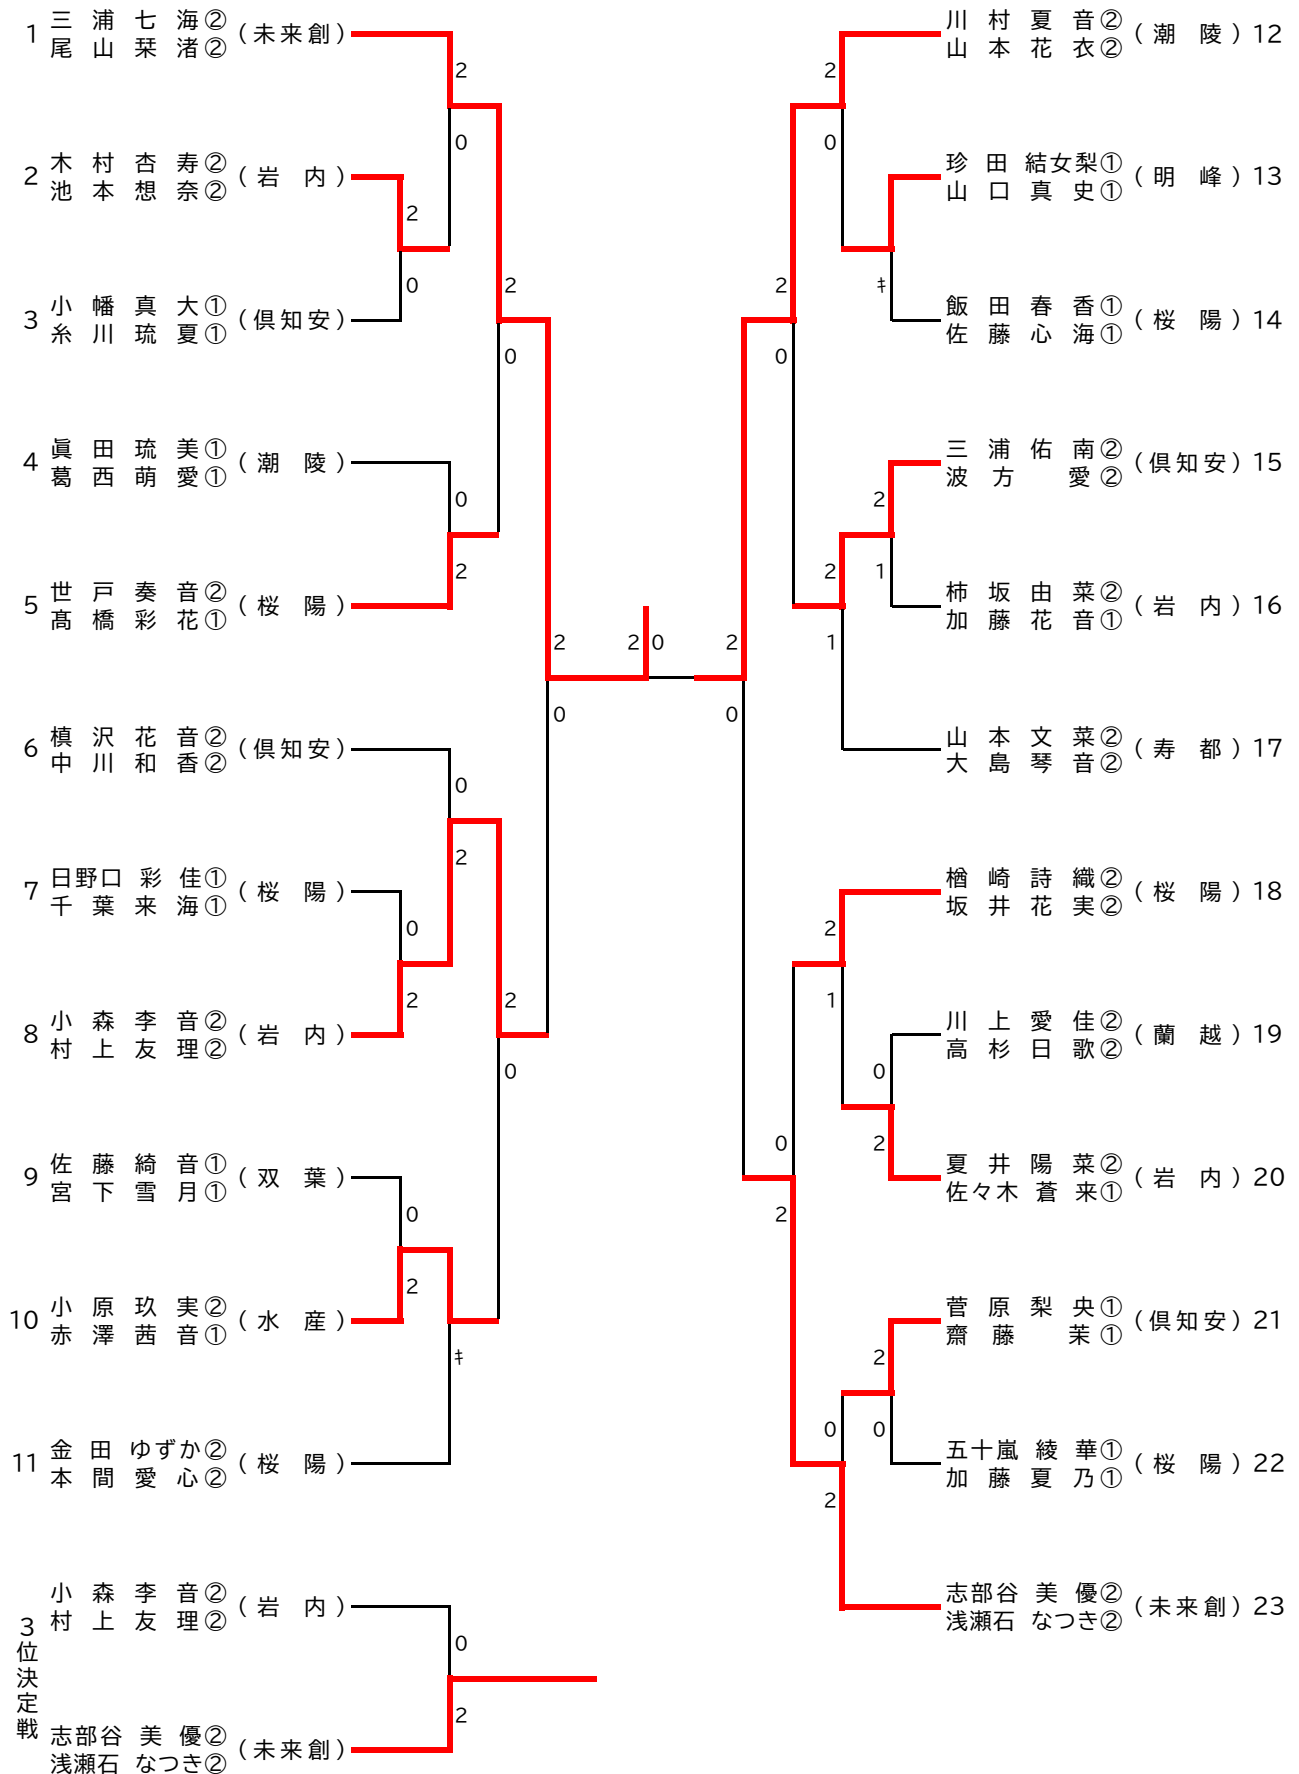 1 三浦七海② 尾山栞渚② (未来創)
2
0
2 木村杏寿② 池本想奈② (岩内)
2
0
3 小幡真大① 糸川琉夏① (倶知安)
2
0
4 眞田琉美① 葛西萌愛① (潮陵)
0
2
5 世戸奏音② 髙橋彩花① (桜陽)
2
0
6 槙沢花音② 中川和香② (倶知安)
0
2
7 日野口彩佳① 千葉来海① (桜陽)
0
2
8 小森李音② 村上友理② (岩内)
2
0
9 佐藤綺音① 宮下雪月① (双葉)
0
2
10 小原玖実② 赤澤茜音① (水産)
ｷ
11 金田ゆずか② 本間愛心② (桜陽)
2 0
川村夏音② 山本花衣② (潮陵) 12
2
0
珍田結女梨① 山口真史① (明峰) 13
ｷ
飯田春香① 佐藤心海① (桜陽) 14
2
0
三浦佑南② 波方愛② (倶知安) 15
2
1
柿坂由菜② 加藤花音① (岩内) 16
2
1
山本文菜② 大島琴音② (寿都) 17
2
0
楢崎詩織② 坂井花実② (桜陽) 18
2
1
川上愛佳② 高杉日歌② (蘭越) 19
0
2
夏井陽菜② 佐々木蒼来① (岩内) 20
0
2
菅原梨央① 齋藤茉① (倶知安) 21
2
0
五十嵐綾華① 加藤夏乃① (桜陽) 22
0
2
志部谷美優② 浅瀬石なつき② (未来創) 23
3位決定戦
小森李音② 村上友理② (岩内)
0
2
志部谷美優② 浅瀬石なつき② (未来創)